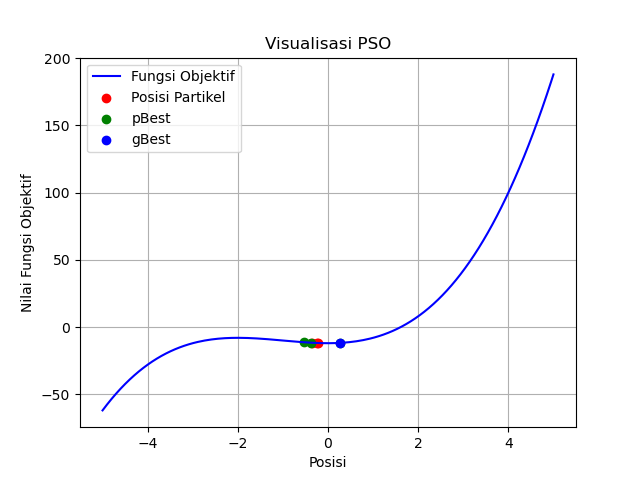 Visualisasi PSO
Fungsi Objektif
Posisi Partikel
pBest
gBest
Nilai Fungsi Objektif
200
150
100
50
0
−50
−4 −2 0 2 4
Posisi